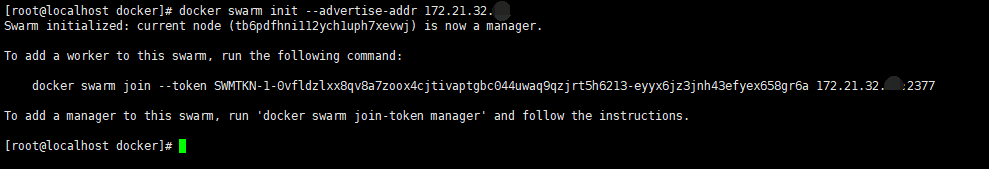 [root@localhost docker]# docker swarm init --advertise-addr 172.21.32.
Swarm initialized: current node (tb6pdfhni1l2ych1uph7xevwj) is now a manager.
To add a worker to this swarm, run the following command:
docker swarm join --token SWMTKN-1-0vfldzlxx8qv8a7zoox4cjtivaptgbc044uwaq9qzjrt5h6213-eyyx6jz3jnh43efyex658gr6a 172.21.32. :2377
To add a manager to this swarm, run 'docker swarm join-token manager' and follow the instructions.
[root@localhost docker]#